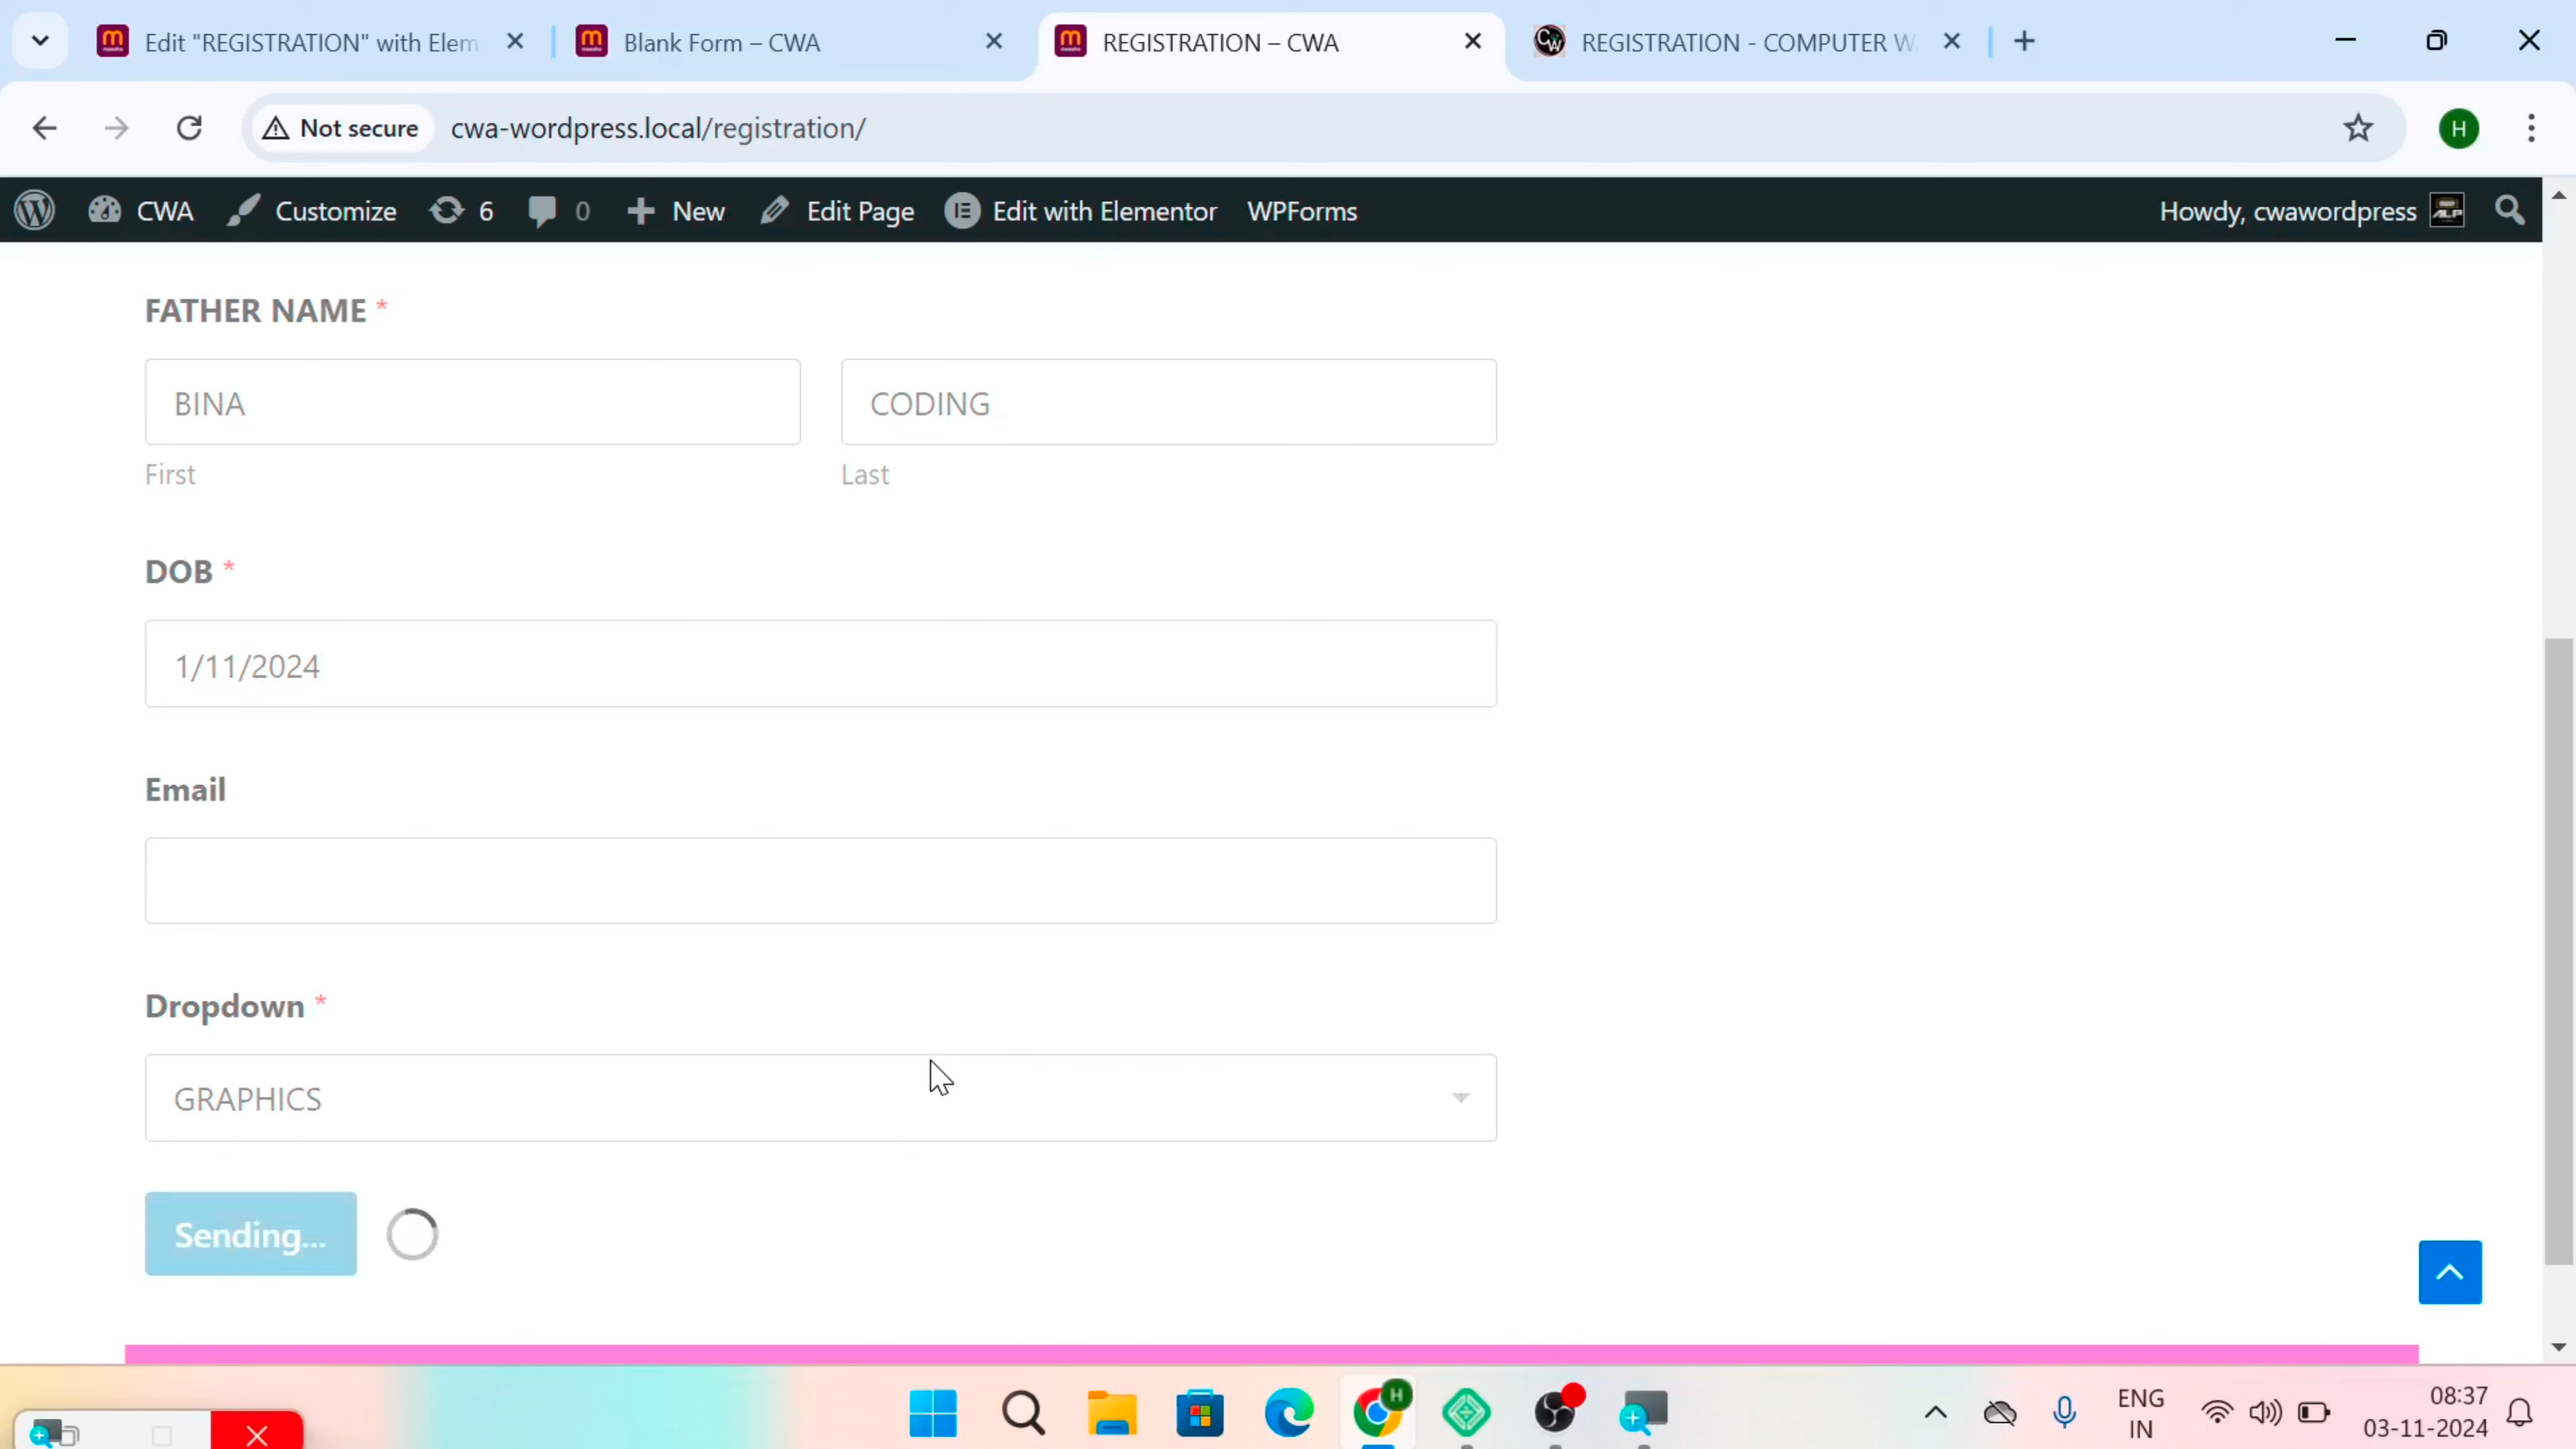 Edit "REGISTRATION" with Elem
Blank Form – CWA
REGISTRATION – CWA
REGISTRATION - COMPUTER W
Not secure
cwa-wordpress.local/registration/
H
CWA
Customize
6
0
New
Edit Page
Edit with Elementor
WPForms
Howdy, cwawordpress
FATHER NAME *
BINA
CODING
First
Last
DOB *
1/11/2024
Email
Dropdown *
GRAPHICS
Sending...
H
ENG
IN
08:37
03-11-2024